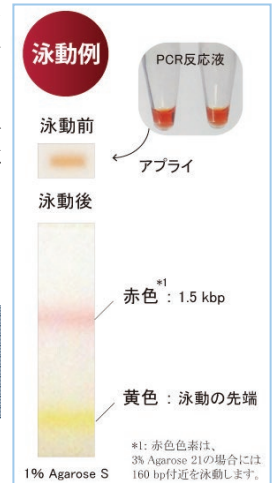 泳動例
PCR反応液
泳動前
アプライ
泳動後
赤色*1：1.5 kbp
黄色：泳動の先端
*1: 赤色色素は、
3% Agarose 21の場合には
160 bp付近を泳動します。
1% Agarose S